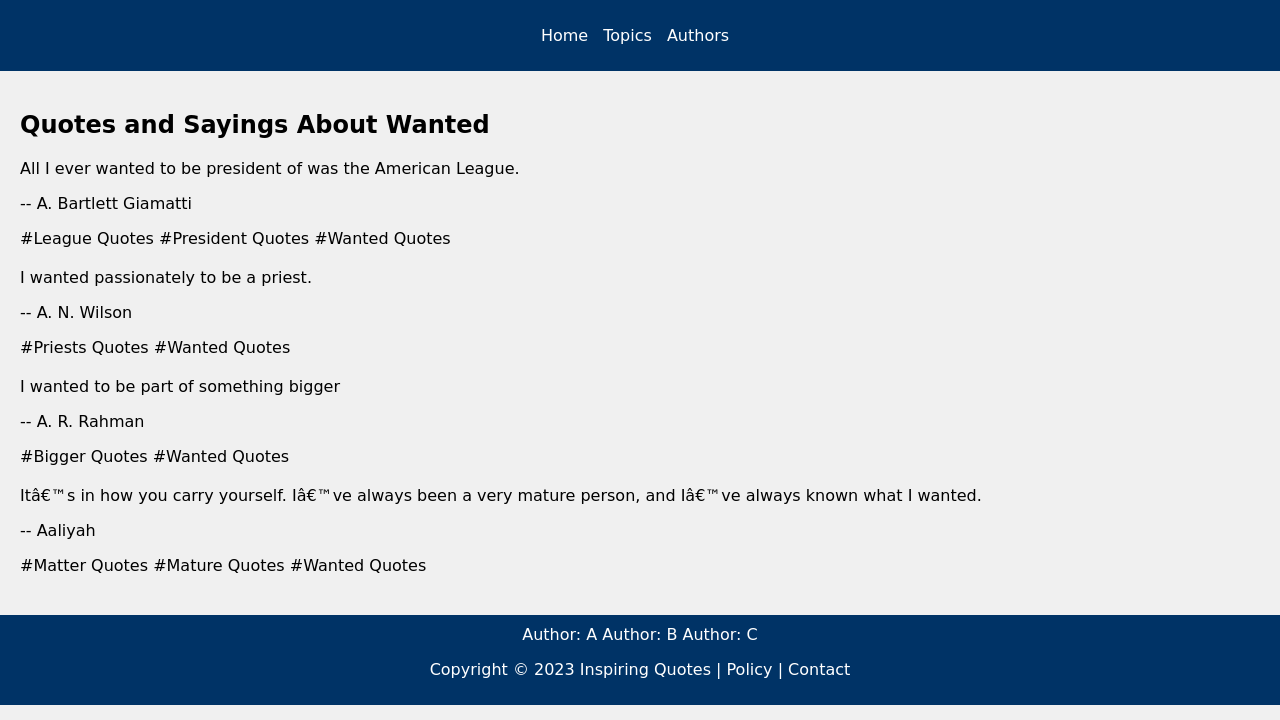 Home Topics Authors
Quotes and Sayings About Wanted
All I ever wanted to be president of was the American League.
-- A. Bartlett Giamatti
#League Quotes #President Quotes #Wanted Quotes
I wanted passionately to be a priest.
-- A. N. Wilson
#Priests Quotes #Wanted Quotes
I wanted to be part of something bigger
-- A. R. Rahman
#Bigger Quotes #Wanted Quotes
Itâ€™s in how you carry yourself. Iâ€™ve always been a very mature person, and Iâ€™ve always known what I wanted.
-- Aaliyah
#Matter Quotes #Mature Quotes #Wanted Quotes
Author: A Author: B Author: C
Copyright © 2023 Inspiring Quotes | Policy | Contact